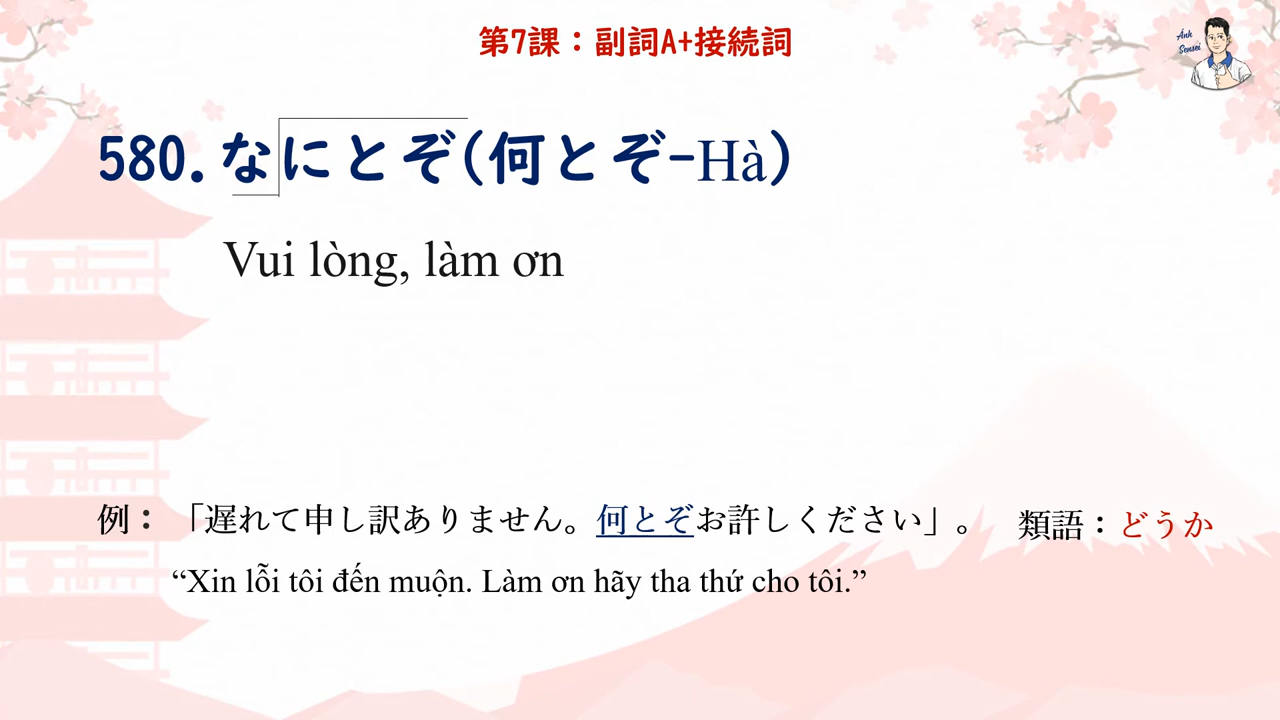 第7課：副詞A+接続詞
Anh Sensei
580. なにとぞ(何とぞ-Hà)
Vui lòng, làm ơn
例： 「遅れて申し訳ありません。何とぞお許しください」。 類語：どうか
“Xin lỗi tôi đến muộn. Làm ơn hãy tha thứ cho tôi.”